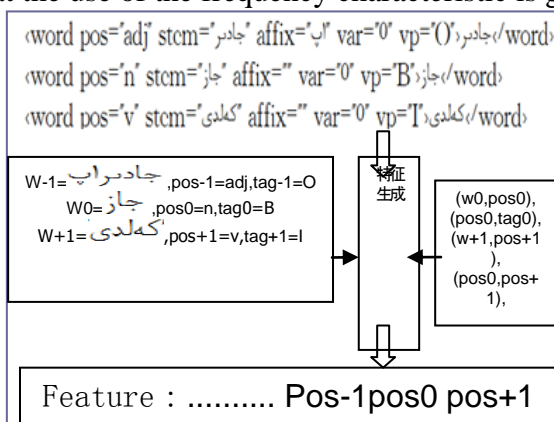 t the use of the frequency characteristic is g
<word pos="adj" stem="جادىر" affix="اپ" var="0" vp="O">جادىر</word>
<word pos="n" stem="جاز" affix="" var="0" vp="B">جاز</word>
<word pos="v" stem="كەلدى" affix="" var="0" vp="I">كەلدى</word>
W-1=جادىراپ ,pos-1=adj,tag-1=O
W0=جاز ,pos0=n,tag0=B
W+1=كەلدى ,pos+1=v,tag+1=I
特征
生成
(w0,pos0),
(pos0,tag0),
(w+1,pos+1
),
(pos0,pos+
1),
Feature : .......... Pos-1pos0 pos+1